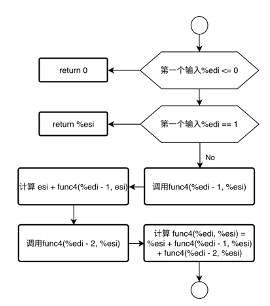 第一个输入%edi <= 0
return 0
第一个输入%edi == 1
return %esi
No
调用func4(%edi - 1, %esi)
计算 esi + func4(%edi - 1, esi)
调用func4(%edi - 2, %esi)
计算 func4(%edi, %esi) =
%esi + func4(%edi - 1, %esi)
+ func4(%edi - 2, %esi)